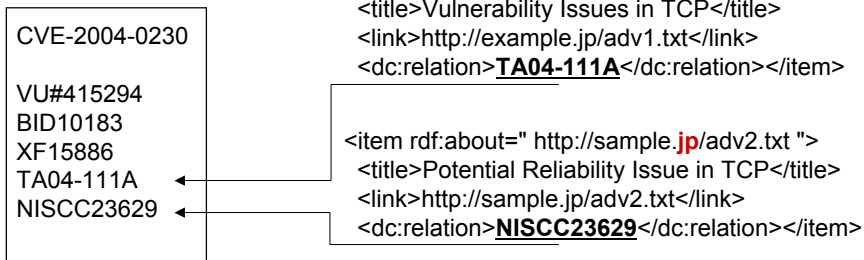 CVE-2004-0230
VU#415294
BID10183
XF15886
TA04-111A
NISCC23629
<title>Vulnerability Issues in TCP</title>
<link>http://example.jp/adv1.txt</link>
<dc:relation>TA04-111A</dc:relation></item>
<item rdf:about=" http://sample.jp/adv2.txt ">
<title>Potential Reliability Issue in TCP</title>
<link>http://sample.jp/adv2.txt</link>
<dc:relation>NISCC23629</dc:relation></item>